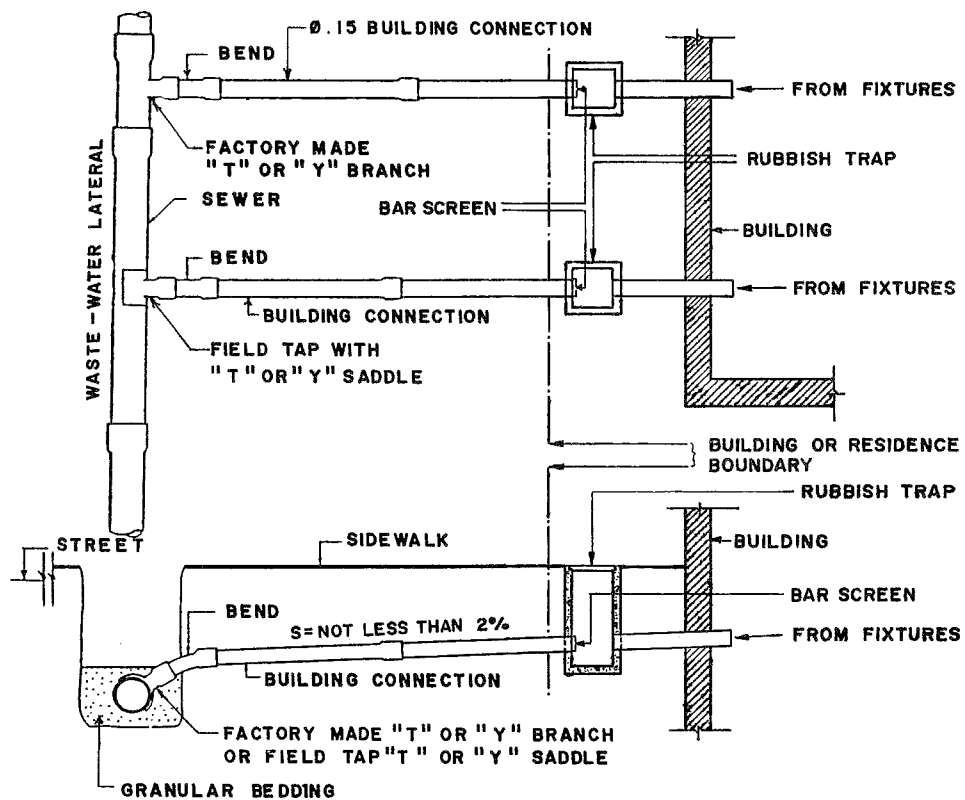 Ø.15 BUILDING CONNECTION
BEND
FROM FIXTURES
FACTORY MADE
"T" OR "Y" BRANCH
RUBBISH TRAP
WASTE-WATER LATERAL
SEWER
BAR SCREEN
BUILDING
BEND
FROM FIXTURES
BUILDING CONNECTION
FIELD TAP WITH
"T" OR "Y" SADDLE
BUILDING OR RESIDENCE
BOUNDARY
RUBBISH TRAP
STREET
SIDEWALK
BUILDING
BAR SCREEN
BEND
S=NOT LESS THAN 2%
FROM FIXTURES
BUILDING CONNECTION
FACTORY MADE "T" OR "Y" BRANCH
OR FIELD TAP "T" OR "Y" SADDLE
GRANULAR BEDDING